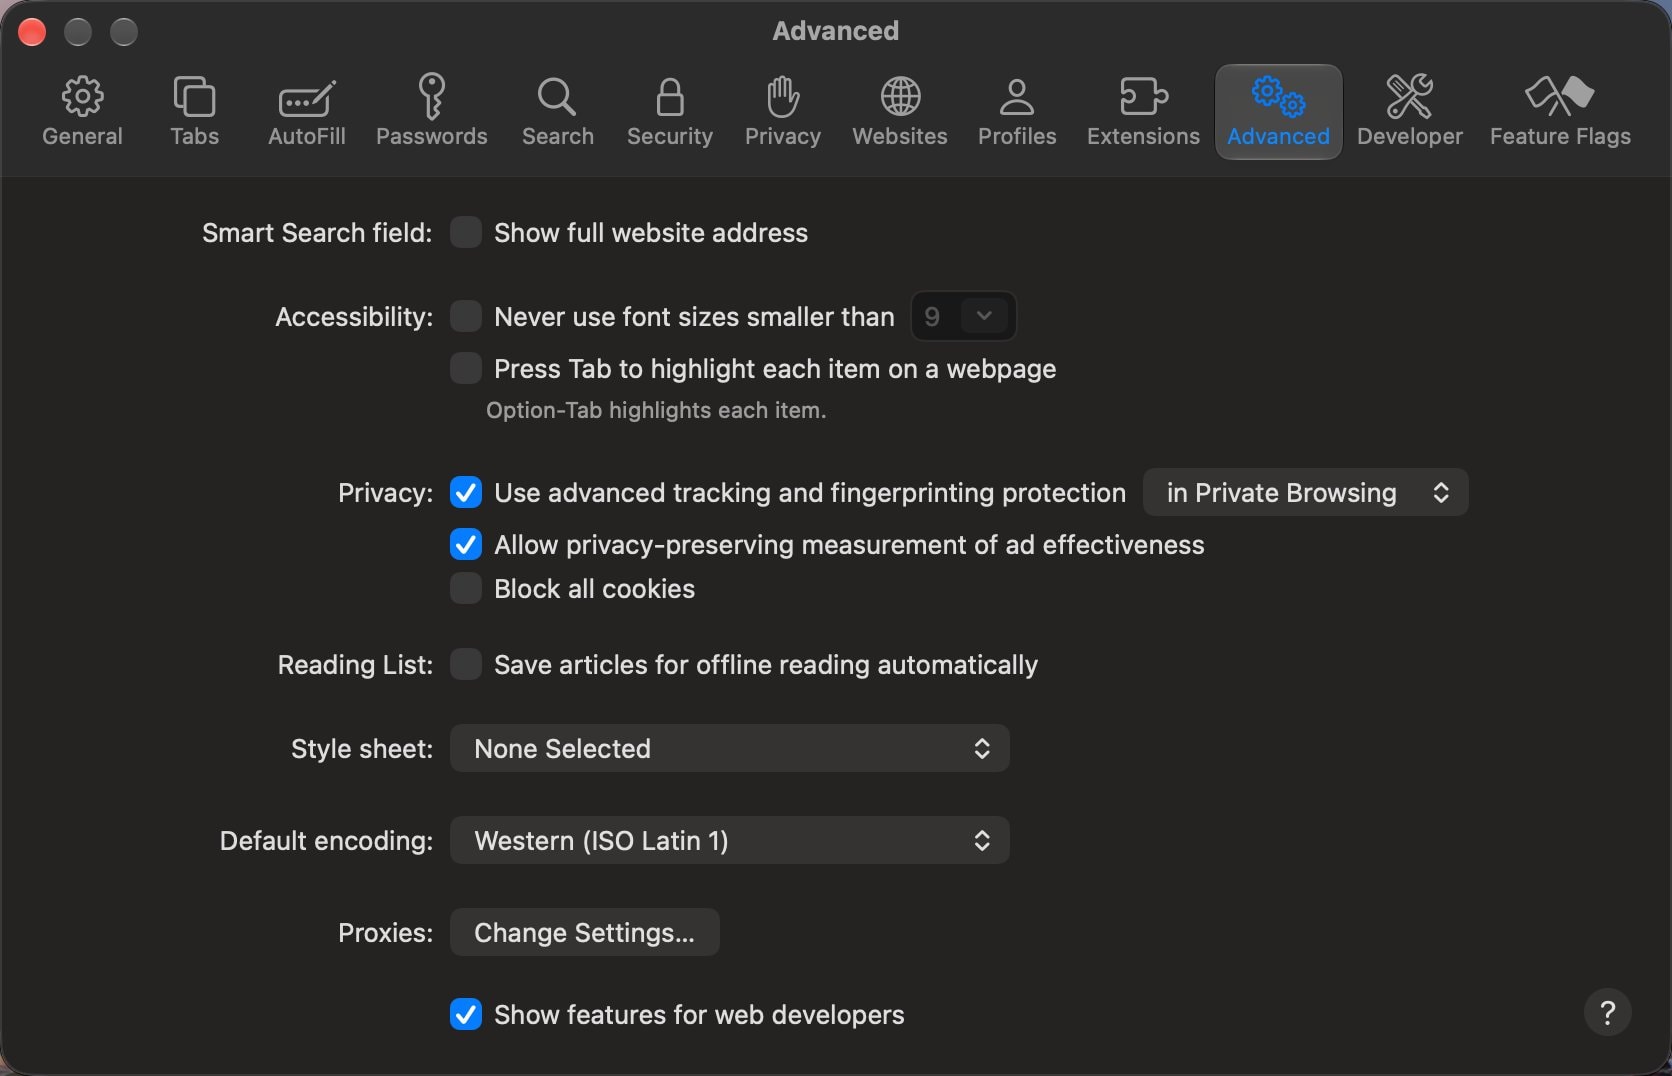 Advanced
General Tabs AutoFill Passwords Search Security Privacy Websites Profiles Extensions Advanced Developer Feature Flags
Smart Search field: Show full website address
Accessibility: Never use font sizes smaller than 9
Press Tab to highlight each item on a webpage
Option-Tab highlights each item.
Privacy: Use advanced tracking and fingerprinting protection in Private Browsing
Allow privacy-preserving measurement of ad effectiveness
Block all cookies
Reading List: Save articles for offline reading automatically
Style sheet: None Selected
Default encoding: Western (ISO Latin 1)
Proxies: Change Settings...
Show features for web developers
?